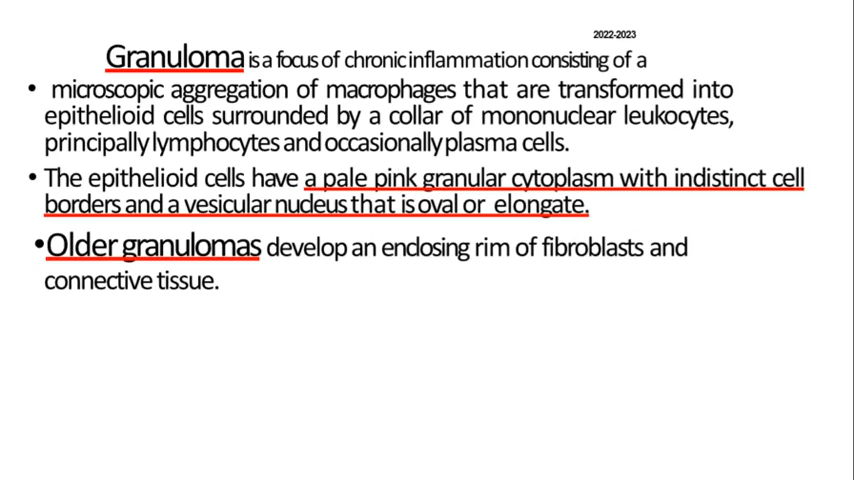 2022-2023
Granuloma is a focus of chronic inflammation consisting of a
• microscopic aggregation of macrophages that are transformed into
epithelioid cells surrounded by a collar of mononuclear leukocytes,
principally lymphocytes and occasionally plasma cells.
• The epithelioid cells have a pale pink granular cytoplasm with indistinct cell
borders and a vesicular nucleus that is oval or elongate.
• Older granulomas develop an enclosing rim of fibroblasts and
connective tissue.